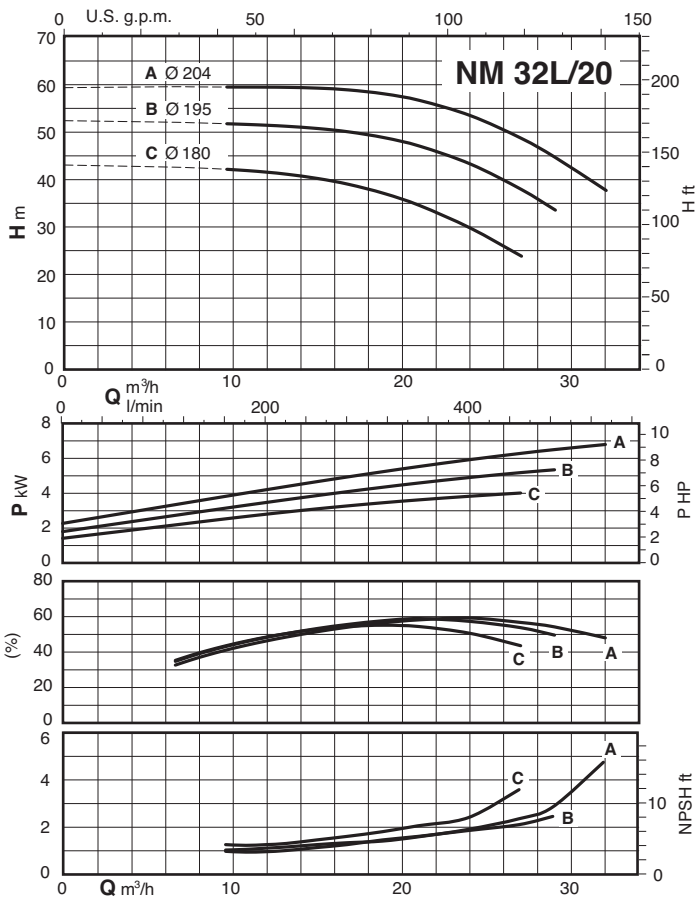 0 U.S. g.p.m. 50 100 150
NM 32L/20
A Ø 204
B Ø 195
C Ø 180
70
60
50
40
30
20
10
0
H m
200
150
100
50
0
H ft
0 10 20 30
Q m³/h
l/min
0 200 400
8
6
4
2
0
P kW
A
B
C
10
8
6
4
2
0
P HP
80
60
40
20
0
(%)
C B A
6
4
2
0
A
C
B
10
0
NPSH ft
0 Q m³/h 10 20 30